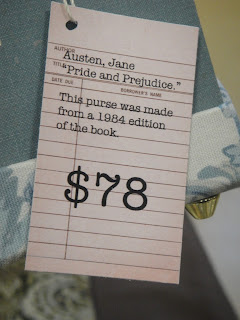 AUTHOR
Austen, Jane
TITLE
"Pride and Prejudice."
DATE DUE BORROWER'S NAME
This purse was made
from a 1984 edition
of the book.
$78